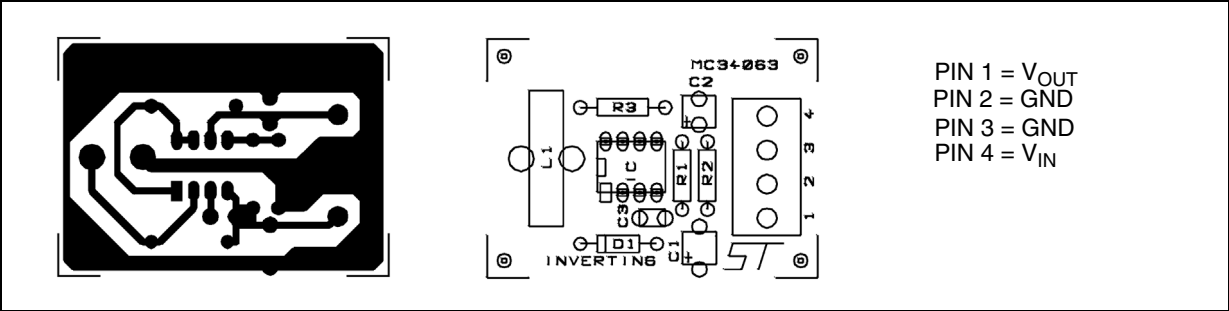 MC34063
C2
R3
+
4
3
2
1
L1
IC
R1
R2
C3
D1
C1
+
INVERTING
ST
PIN 1 = VOUT
PIN 2 = GND
PIN 3 = GND
PIN 4 = VIN